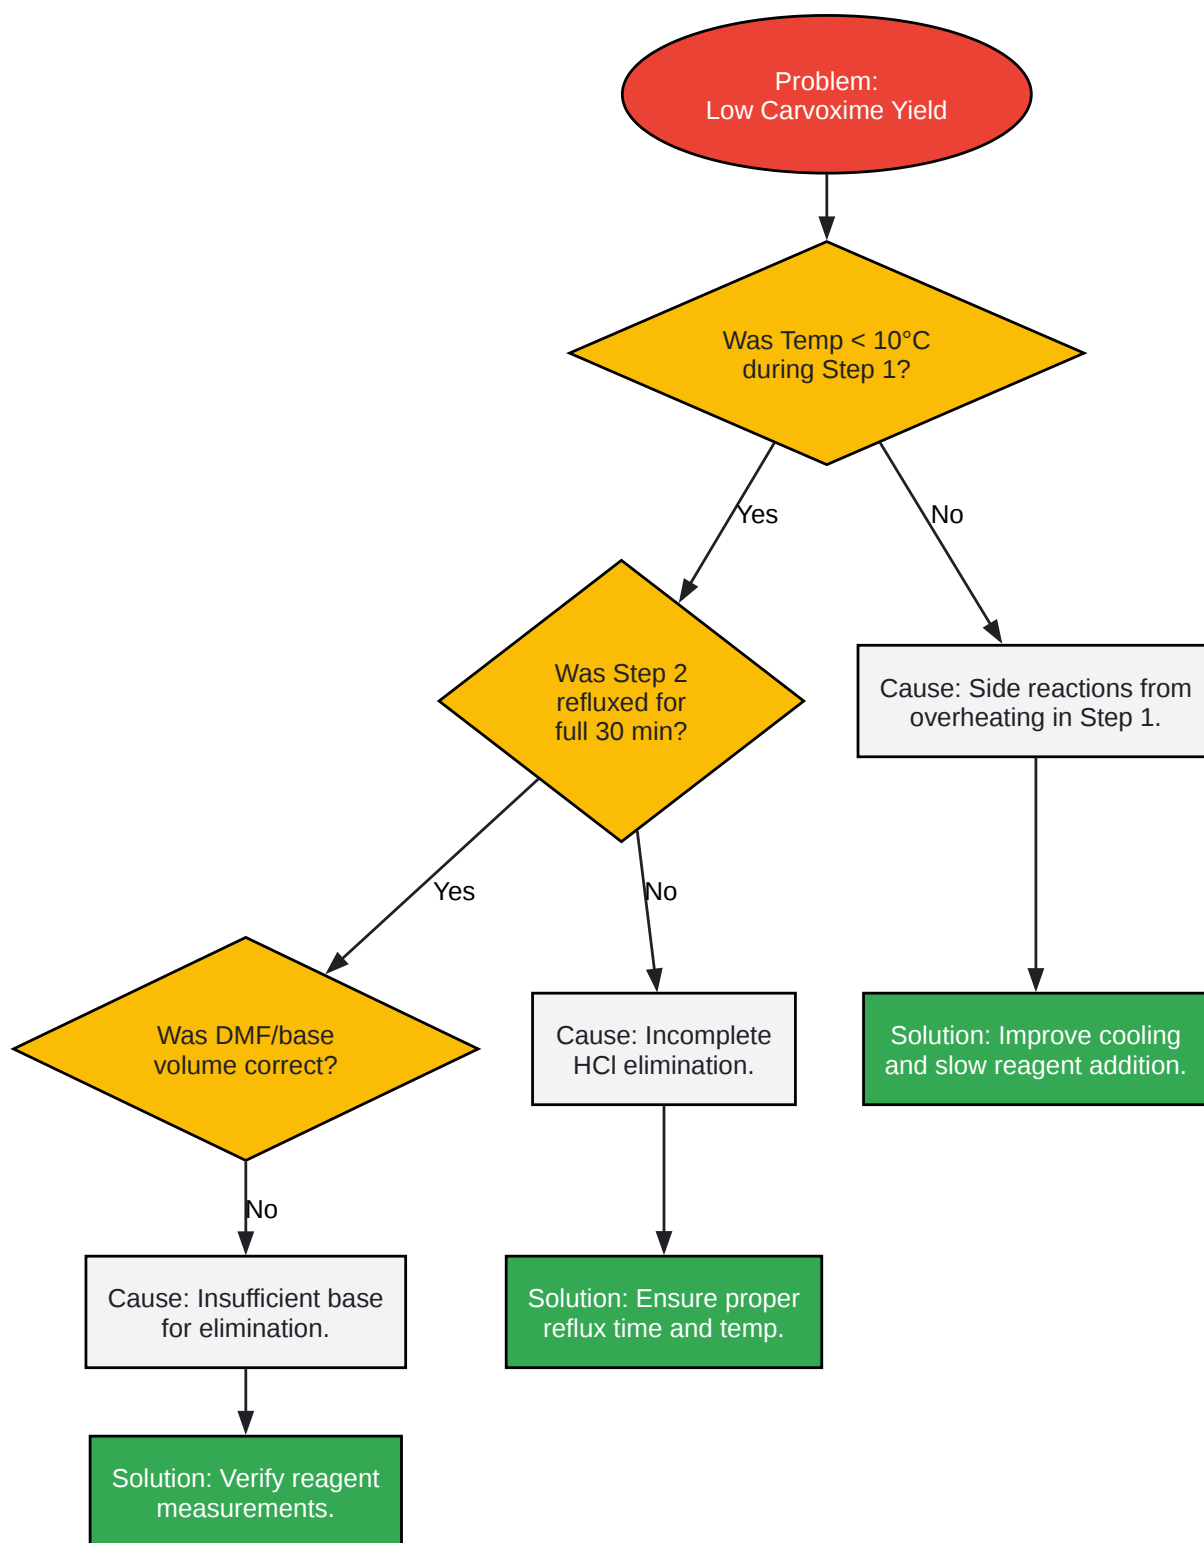 Problem:
Low Carvoxime Yield
Was Temp < 10°C
during Step 1?
Yes
No
Was Step 2
refluxed for
full 30 min?
Cause: Side reactions from
overheating in Step 1.
Yes
No
Was DMF/base
volume correct?
Cause: Incomplete
HCl elimination.
Solution: Improve cooling
and slow reagent addition.
No
Cause: Insufficient base
for elimination.
Solution: Ensure proper
reflux time and temp.
Solution: Verify reagent
measurements.